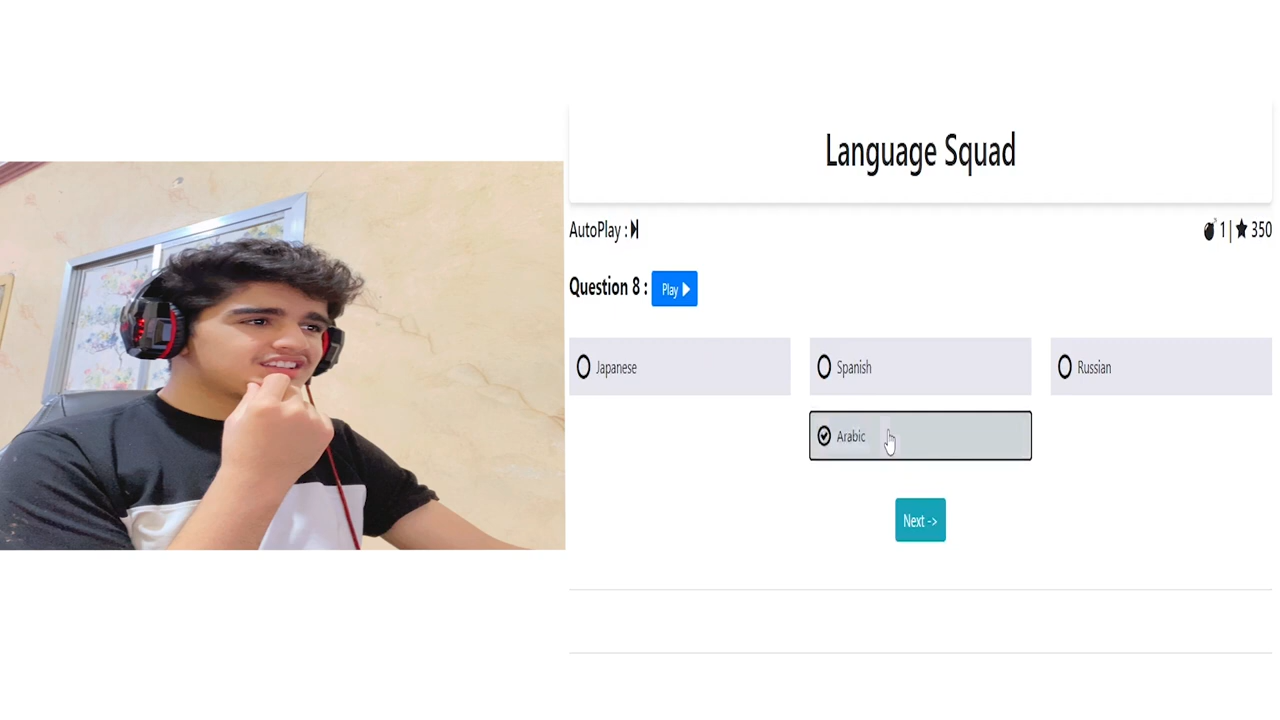 Language Squad
AutoPlay : 1 | 350
Question 8 : Play
Japanese Spanish Russian
Arabic
Next ->